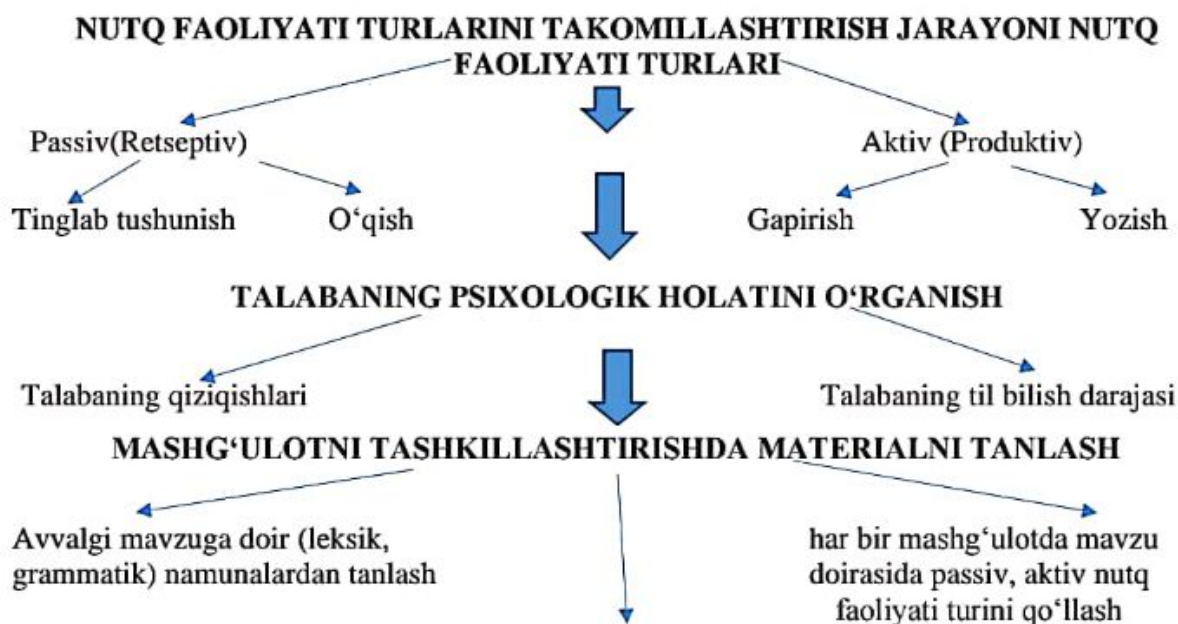 NUTQ FAOLIYATI TURLARINI TAKOMILLASHTIRISH JARAYONI NUTQ
FAOLIYATI TURLARI
Passiv(Retseptiv)
Aktiv (Produktiv)
Tinglab tushunish
O‘qish
Gapirish
Yozish
TALABANING PSIXOLOGIK HOLATINI O‘RGANISH
Talabaning qiziqishlari
Talabaning til bilish darajasi
MASHG‘ULOTNI TASHKILLASHTIRISHDA MATERIALNI TANLASH
Avvalgi mavzuga doir (leksik,
grammatik) namunalardan tanlash
har bir mashg‘ulotda mavzu
doirasida passiv, aktiv nutq
faoliyati turini qo‘llash